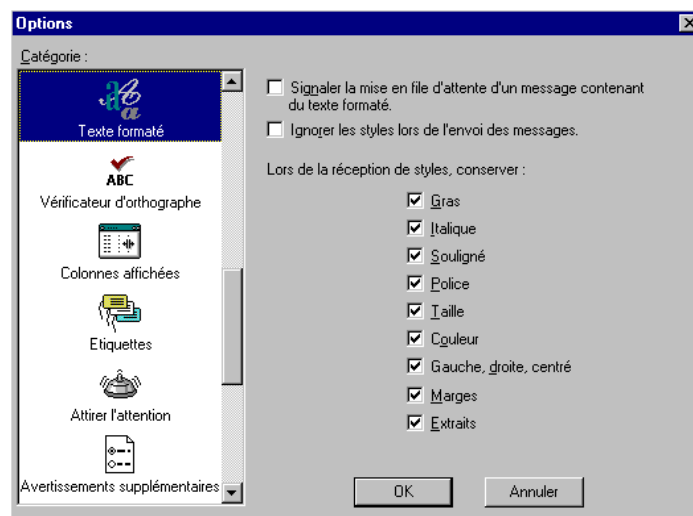 Options
Catégorie :
Texte formaté
ABC
Vérificateur d'orthographe
Colonnes affichées
Etiquettes
Attirer l'attention
Avertissements supplémentaires
Signaler la mise en file d'attente d'un message contenant
du texte formaté.
Ignorer les styles lors de l'envoi des messages.
Lors de la réception de styles, conserver :
Gras
Italique
Souligné
Police
Taille
Couleur
Gauche, droite, centré
Marges
Extraits
OK
Annuler